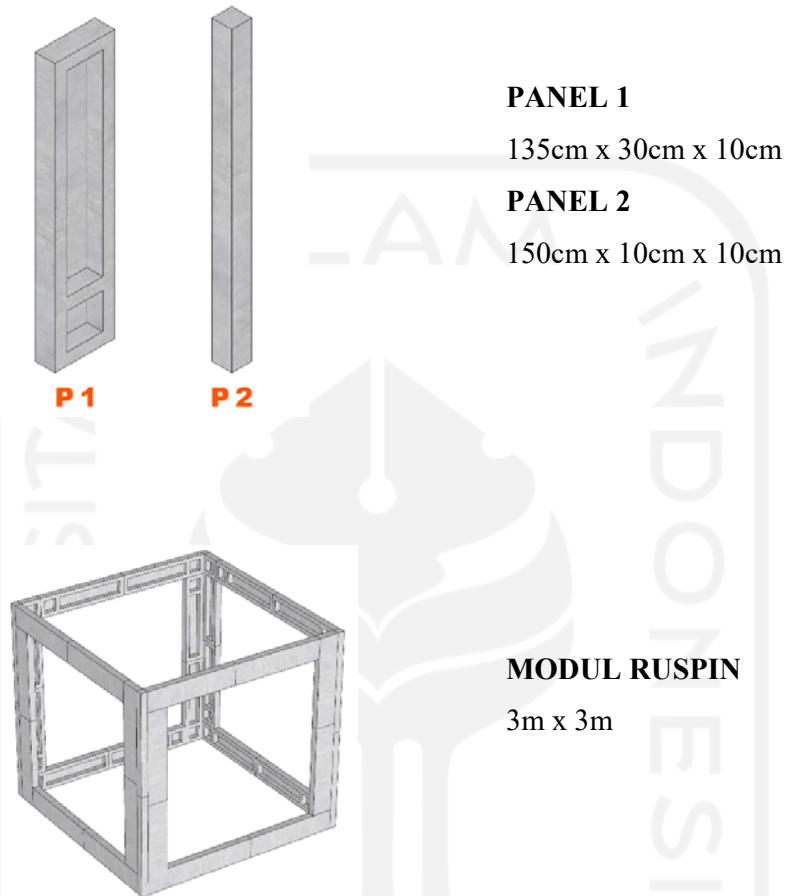 PANEL 1
135cm x 30cm x 10cm
PANEL 2
150cm x 10cm x 10cm
P 1
P 2
MODUL RUSPIN
3m x 3m